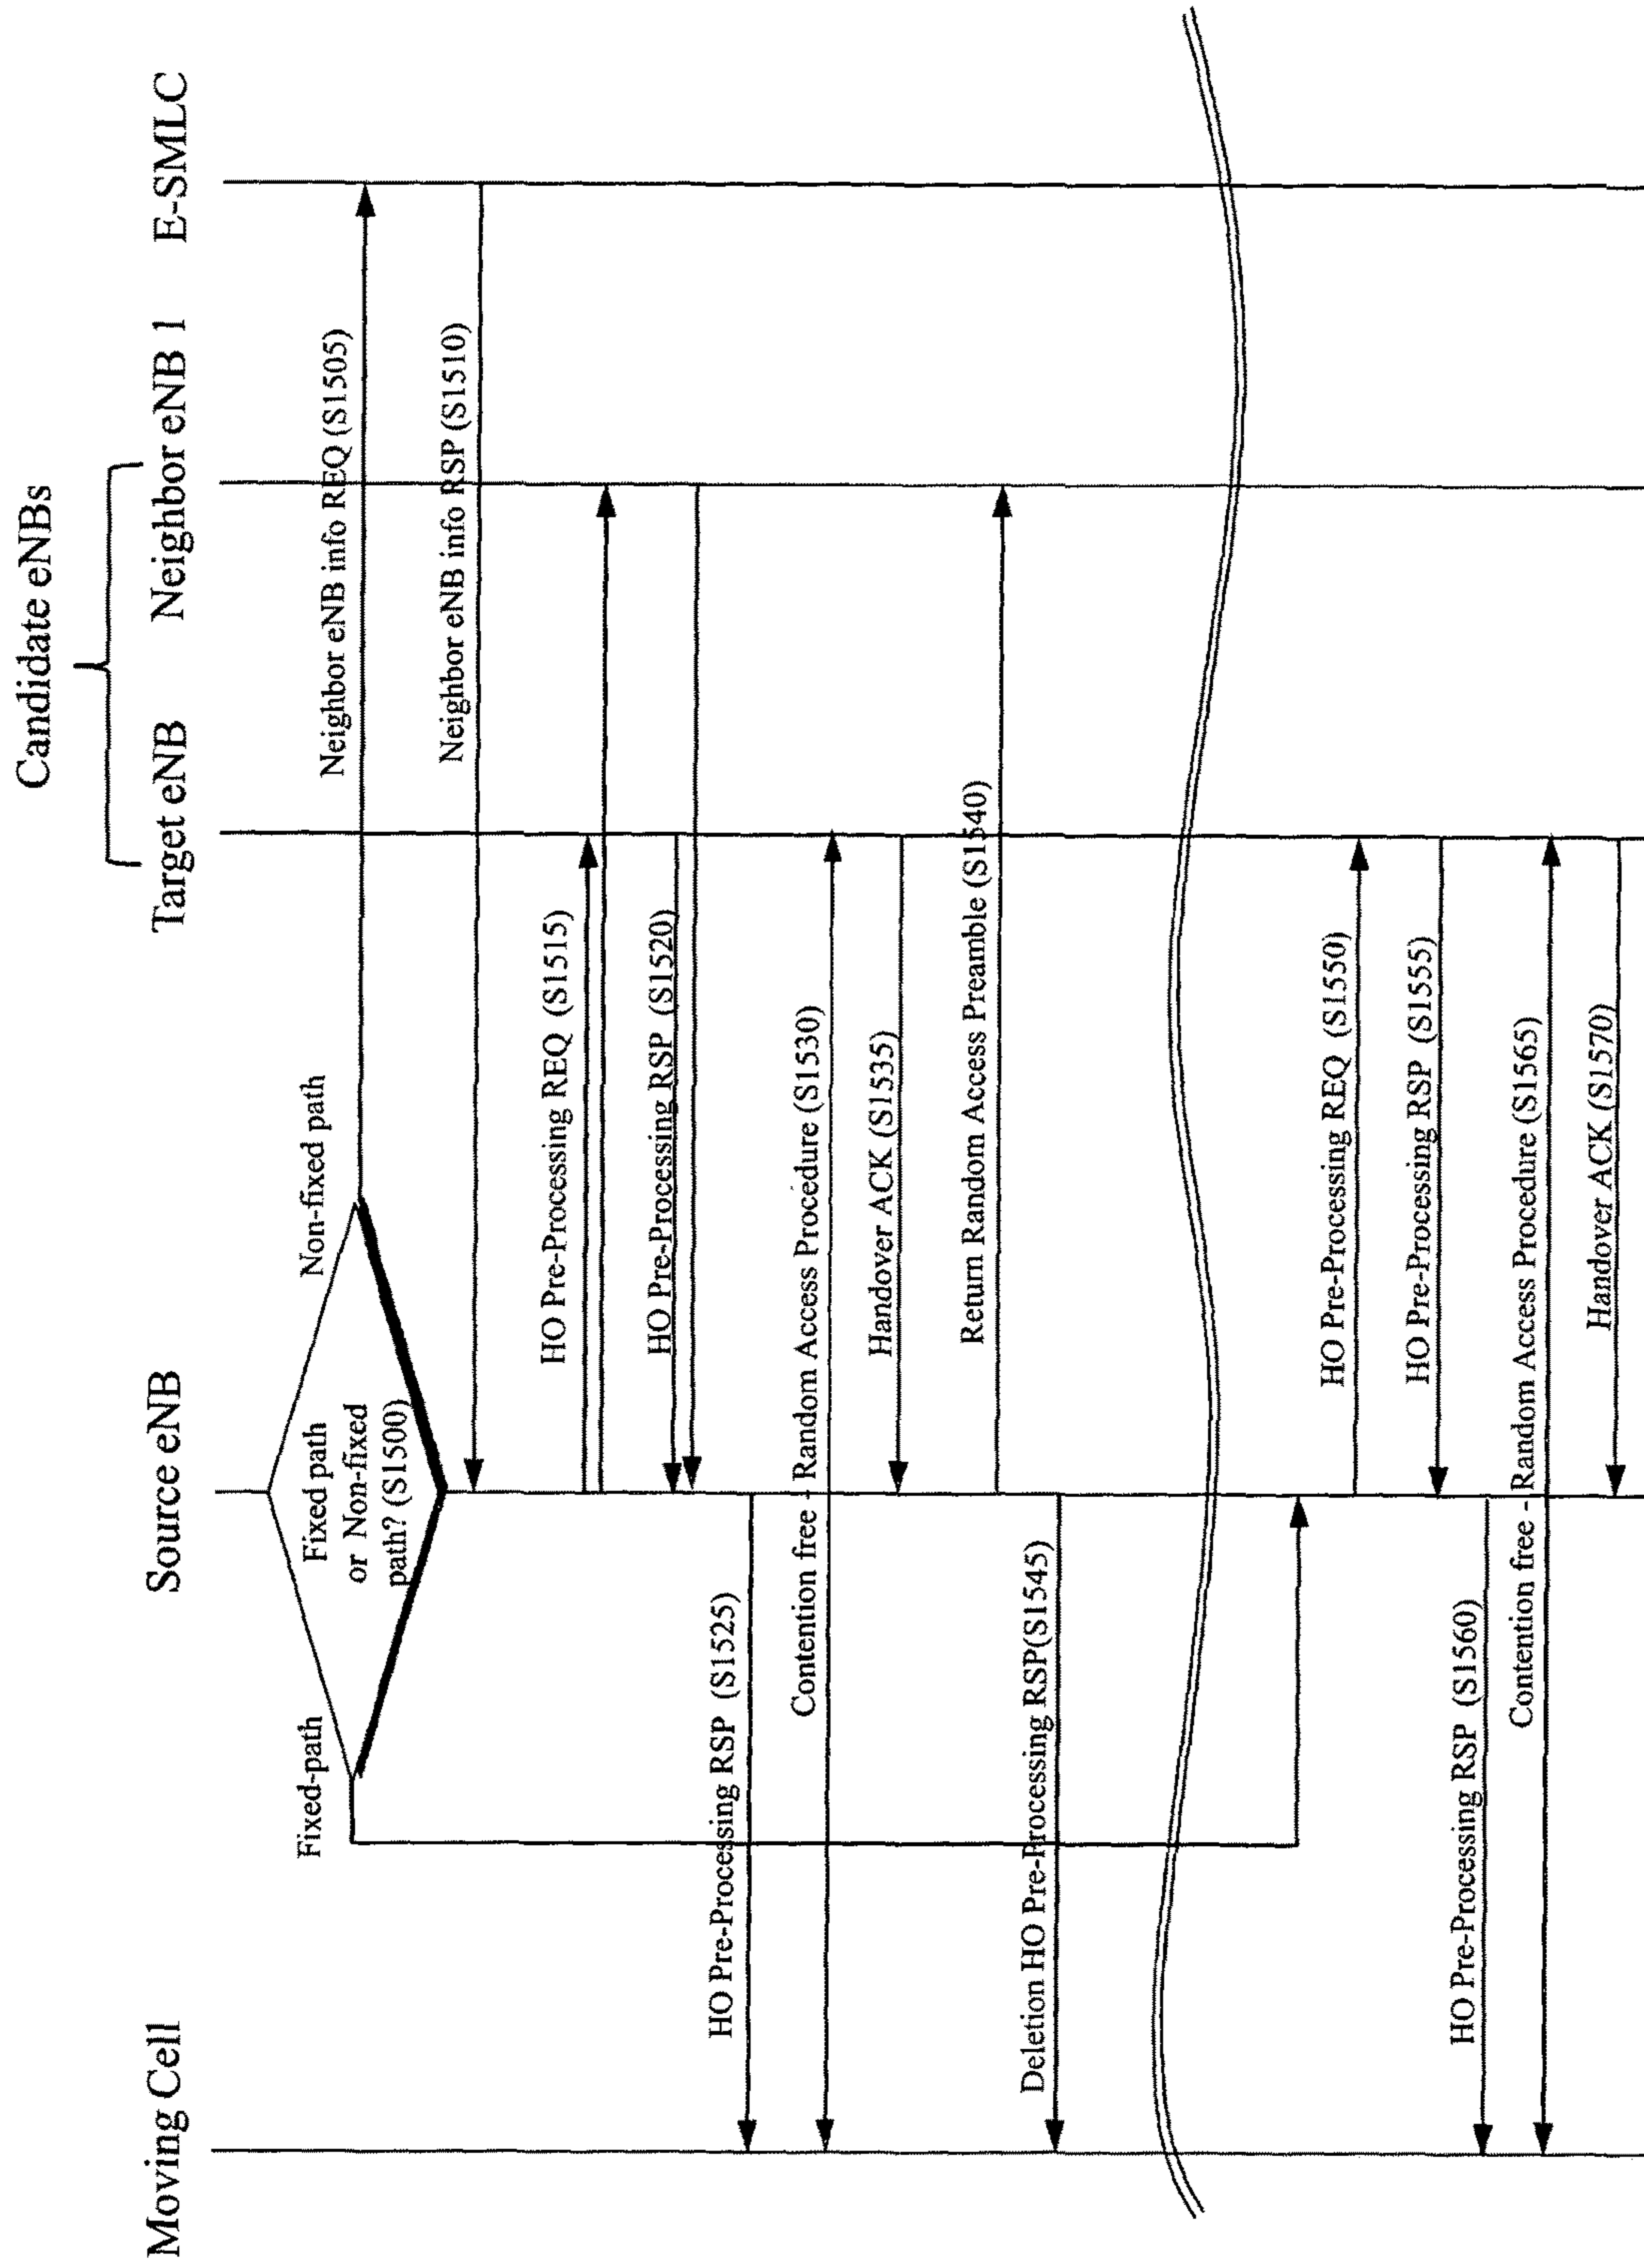 Candidate eNBs
Moving Cell
Source eNB
Target eNB
Neighbor eNB 1
E-SMLC
Fixed-path
Fixed path
or Non-fixed
path? (S1500)
Non-fixed path
Neighbor eNB info REQ (S1505)
Neighbor eNB info RSP (S1510)
HO Pre-Processing REQ (S1515)
HO Pre-Processing RSP (S1520)
HO Pre-Processing RSP (S1525)
Contention free - Random Access Procedure (S1530)
Handover ACK (S1535)
Return Random Access Preamble (S1540)
Deletion HO Pre-Processing RSP(S1545)
HO Pre-Processing REQ (S1550)
HO Pre-Processing RSP (S1555)
HO Pre-Processing RSP (S1560)
Contention free - Random Access Procedure (S1565)
Handover ACK (S1570)